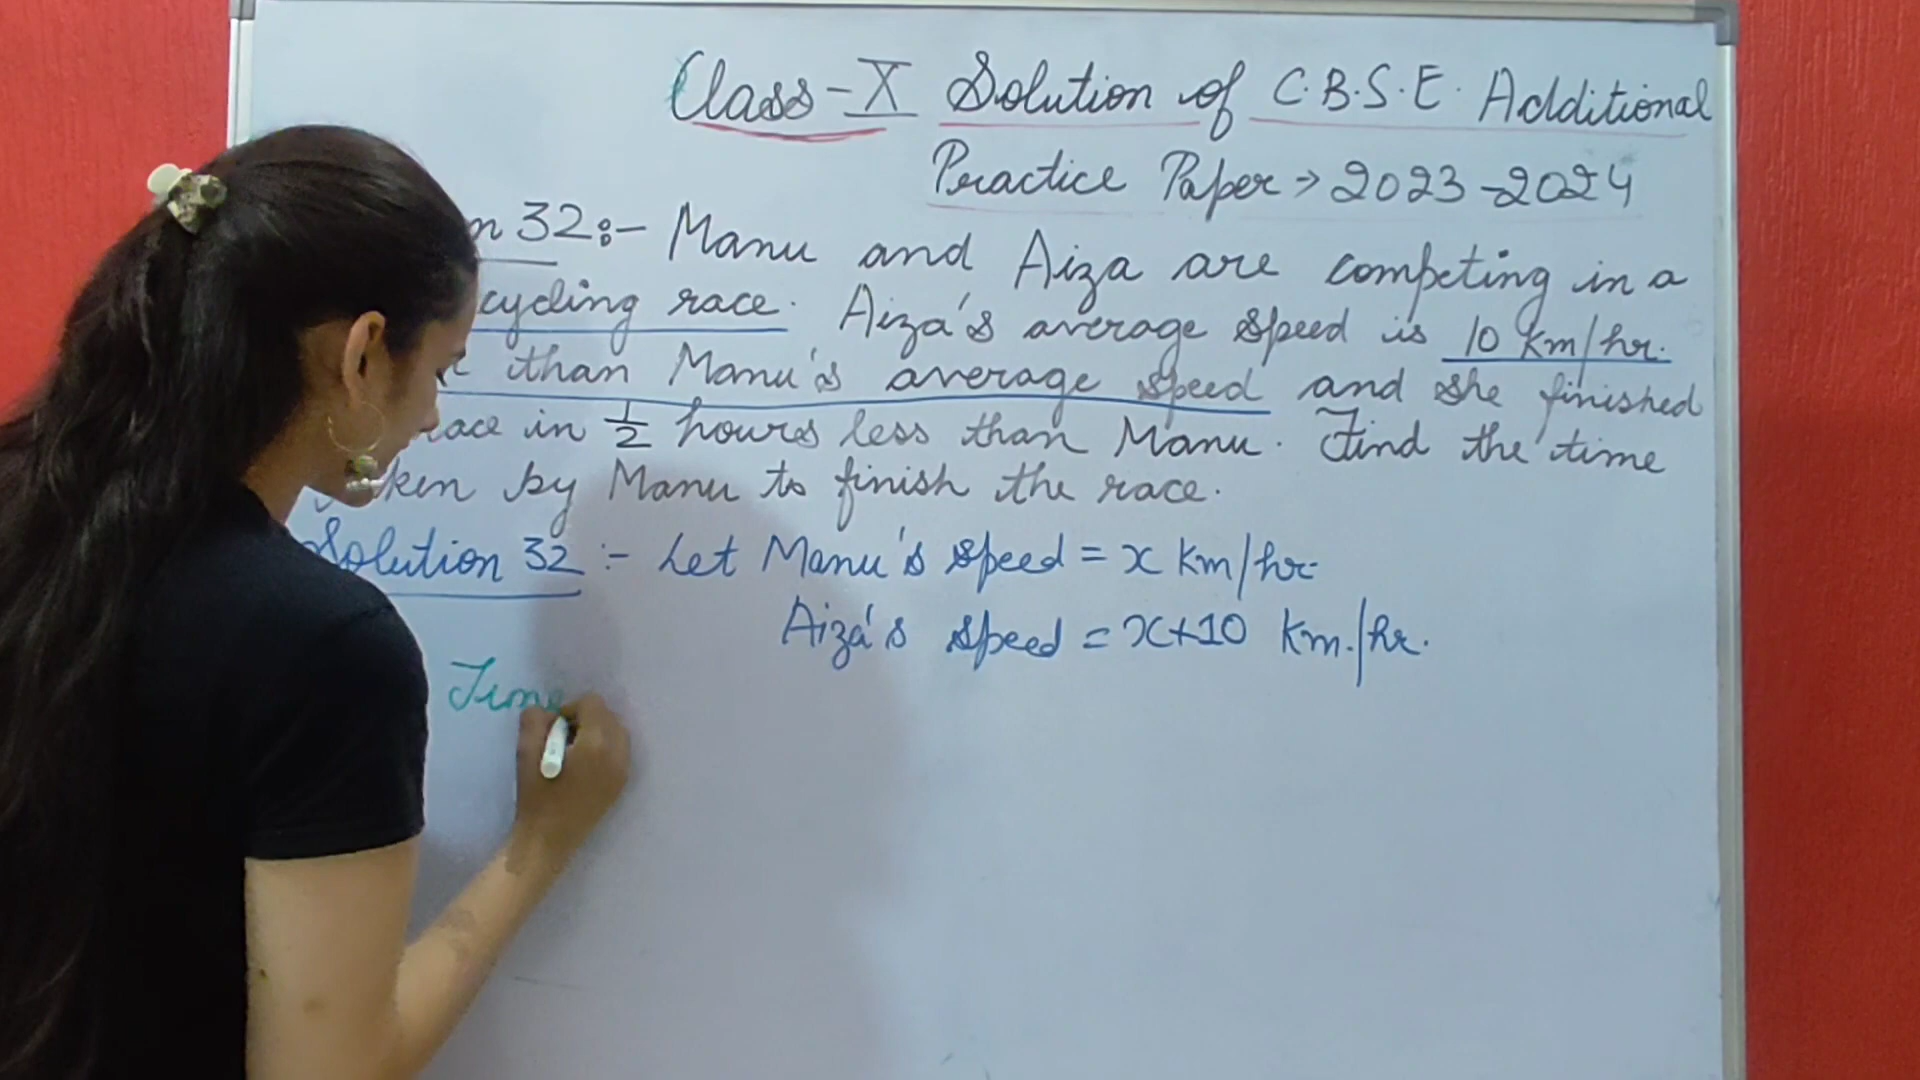 Class-X Solution of C.B.S.E. Additional
Practice Paper → 2023-2024
32:- Manu and Aiza are competing in a
cycling race. Aiza's average speed is 10 km/hr.
than Manu's average speed and she finished
in 1/2 hours less than Manu. Find the time
by Manu to finish the race.
Solution 32 :- Let Manu's speed = x km/hr.
Aiza's speed = x+10 km./hr.
Time